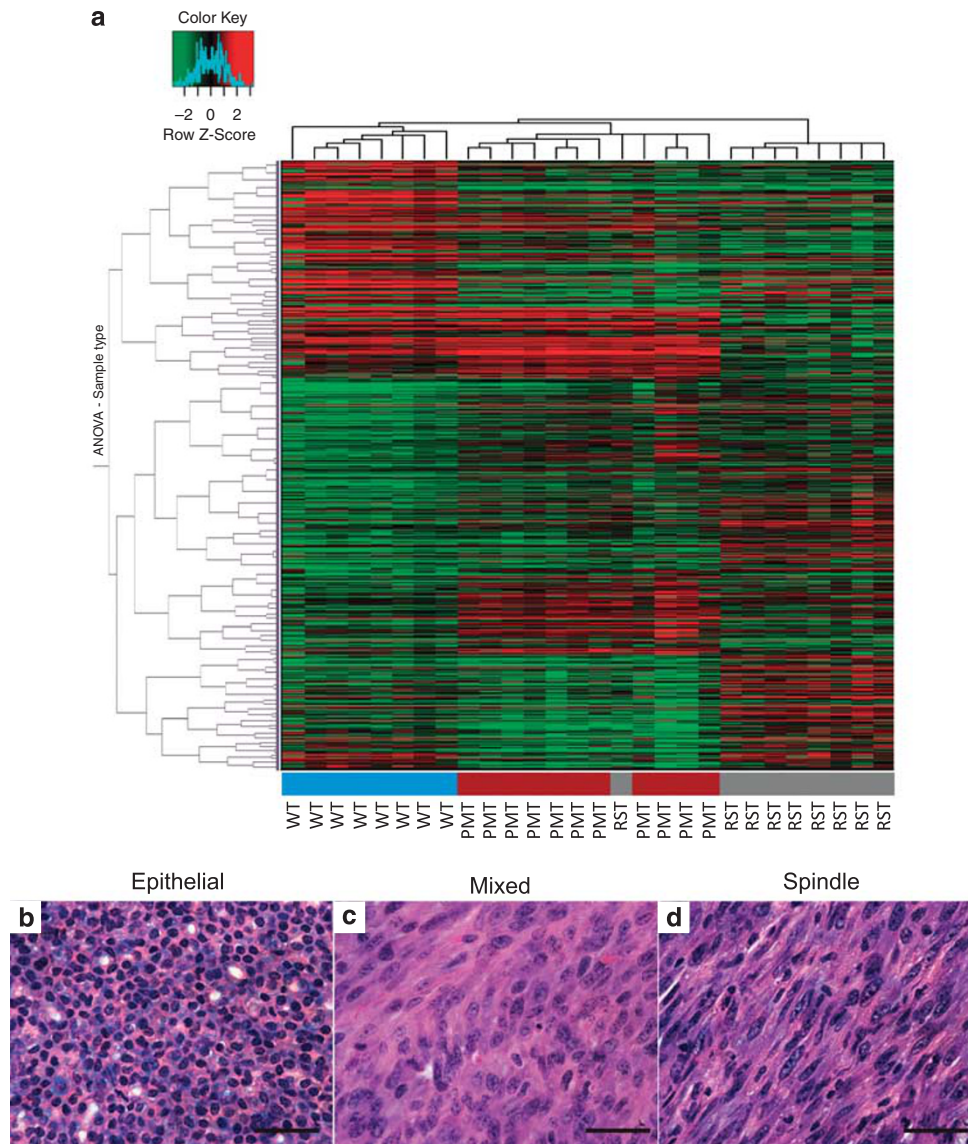 a
Color Key
–2 0 2
Row Z-Score
ANOVA - Sample type
WT WT WT WT WT WT WT WT PMT PMT PMT PMT PMT PMT PMT RST PMT PMT PMT PMT RST RST RST RST RST RST RST RST
Epithelial Mixed Spindle
b c d